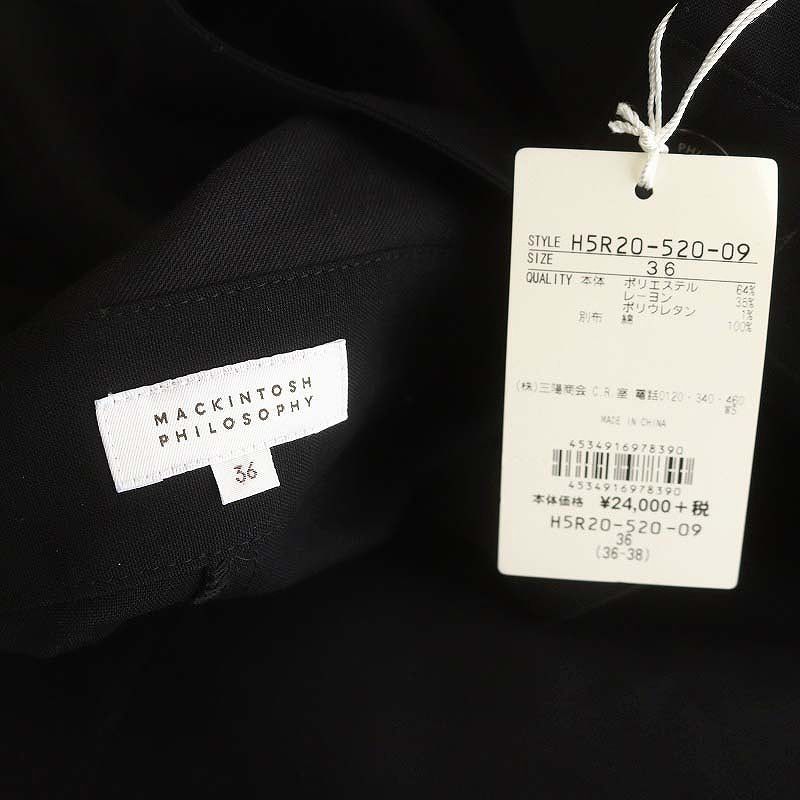 MACKINTOSH
PHILOSOPHY
36
PHIL
STYLE H5R20-520-09
SIZE 36
QUALITY 本体 ポリエステル 64%
レーヨン 35%
ポリウレタン 1%
別布 綿 100%
(株)三陽商会 C.R.室 電話0120-340-460
W5
MADE IN CHINA
4534916978390
4534916978390
本体価格 ¥24,000+税
H5R20-520-09
36
(36-38)